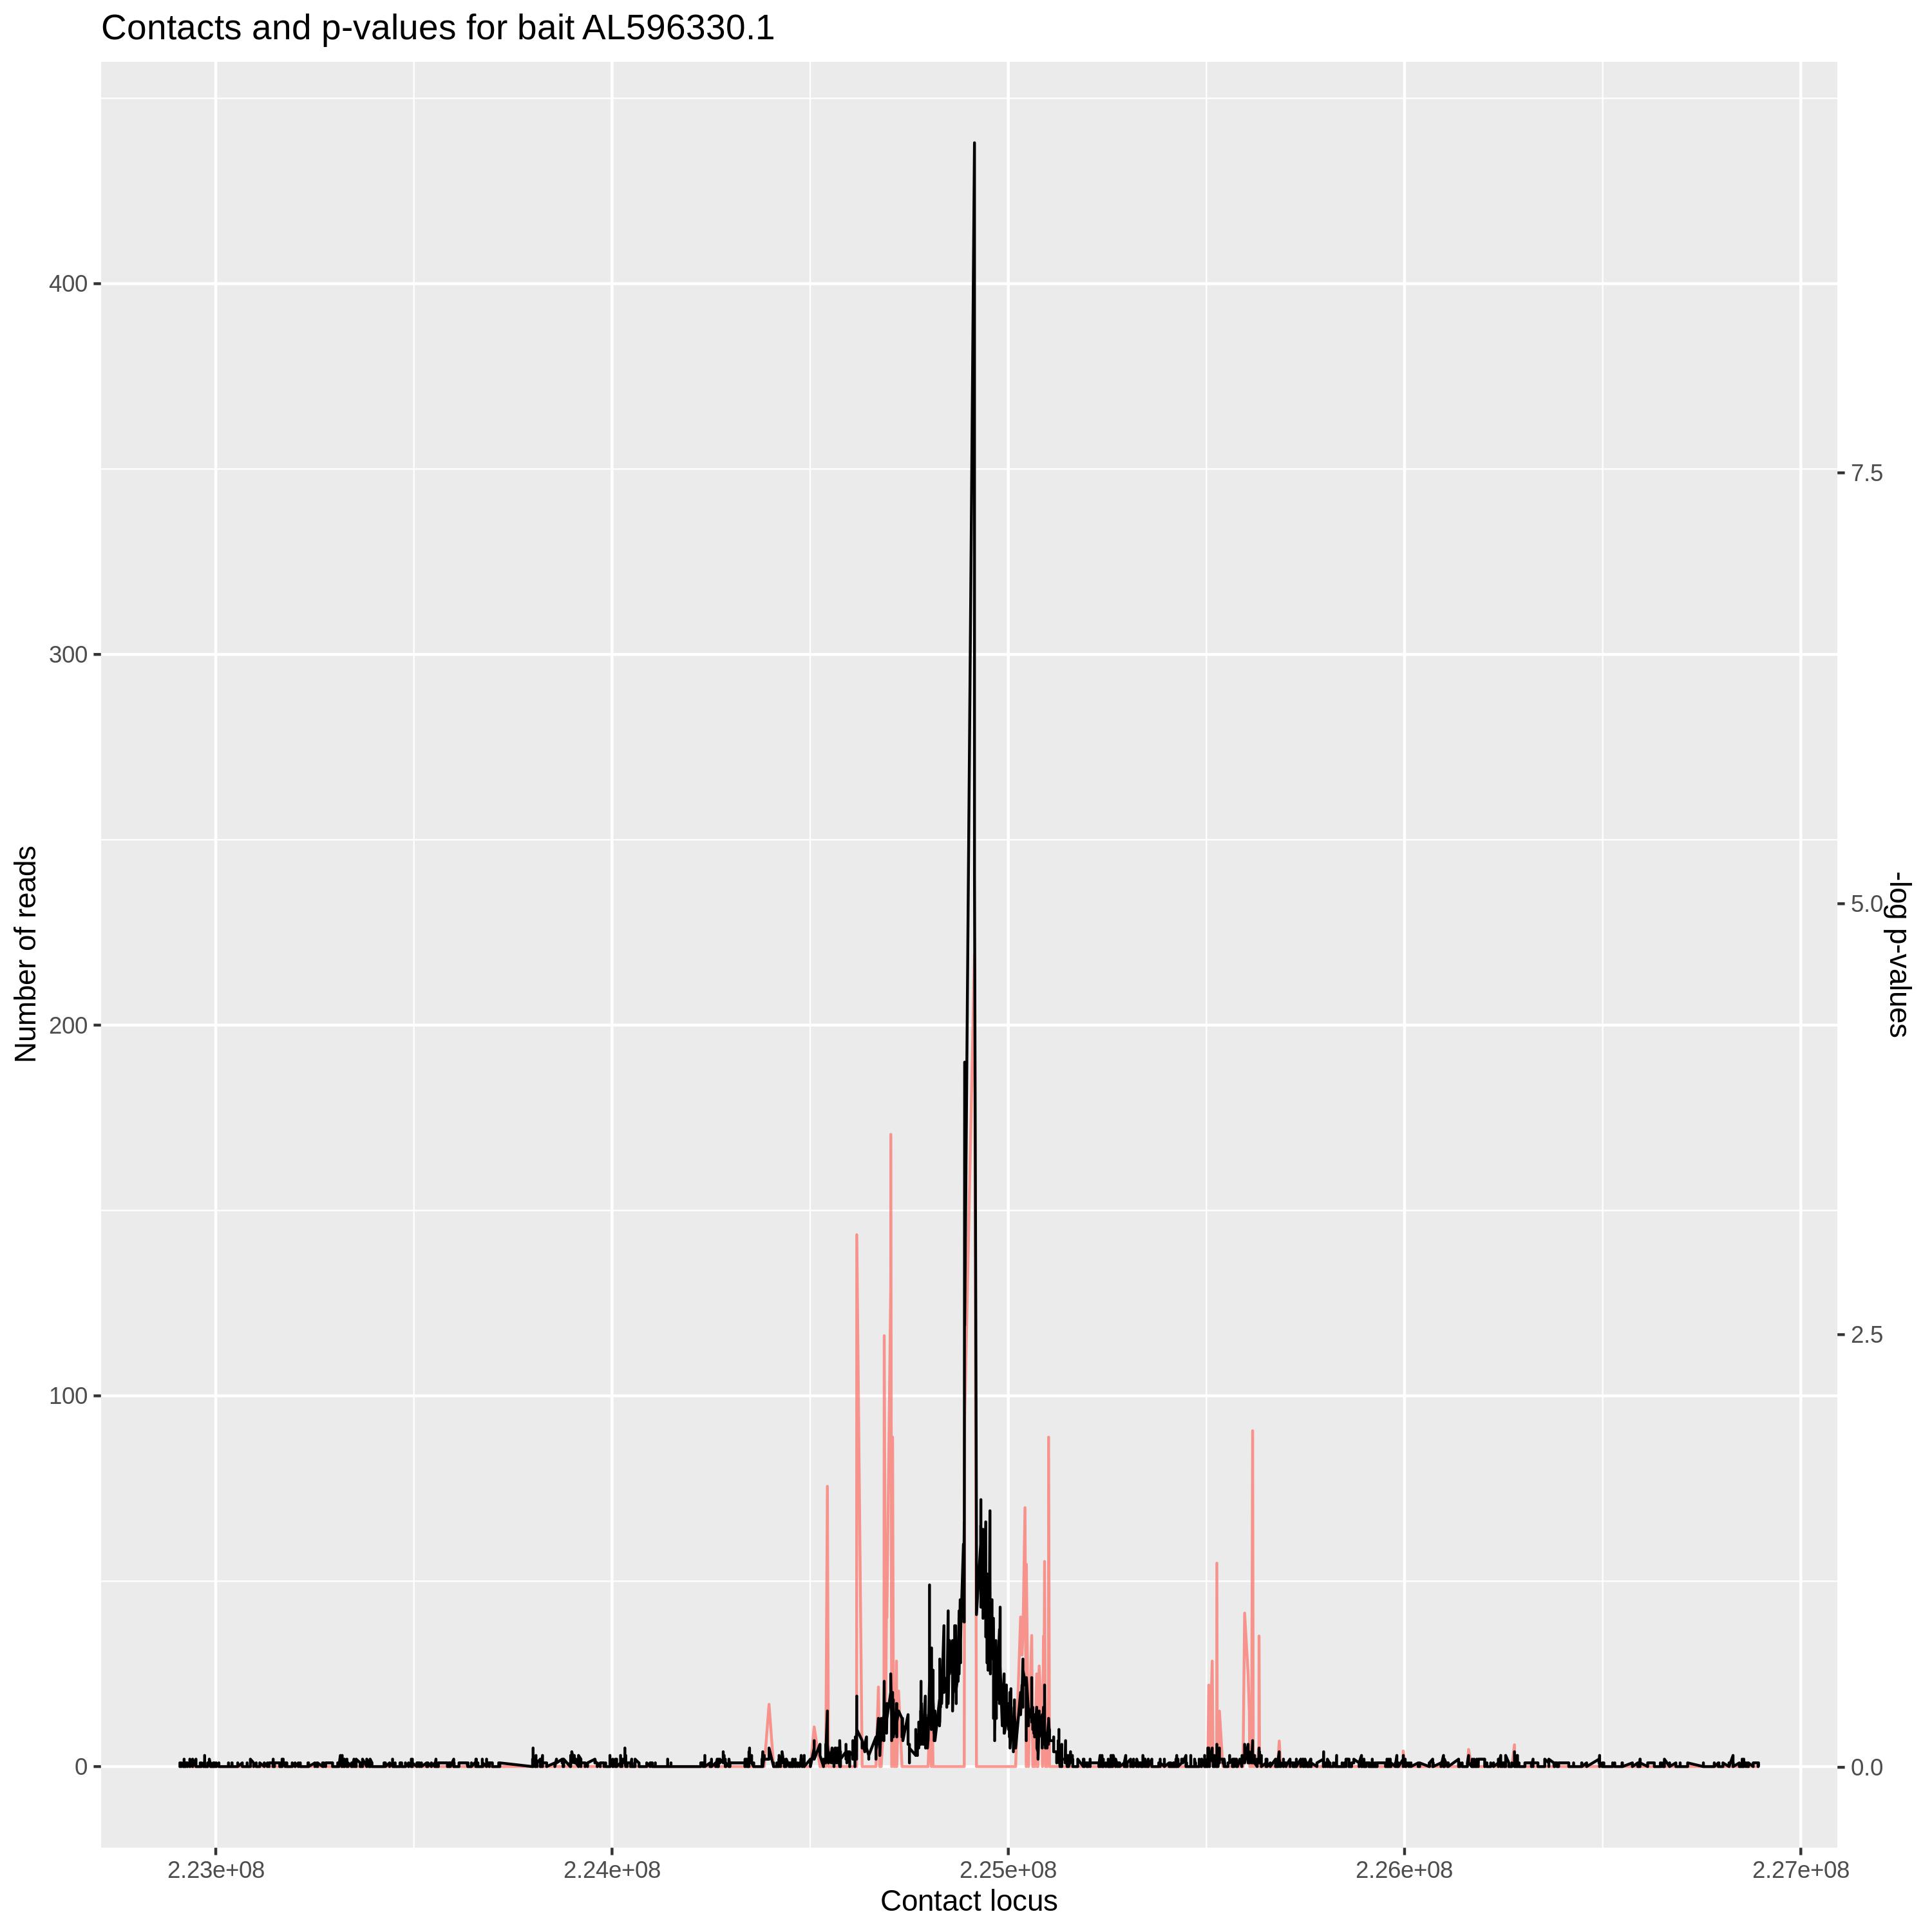 Contacts and p-values for bait AL596330.1
Number of reads
400
300
200
100
0
7.5
5.0
2.5
0.0
-log p-values
2.23e+08 2.24e+08 2.25e+08 2.26e+08 2.27e+08
Contact locus